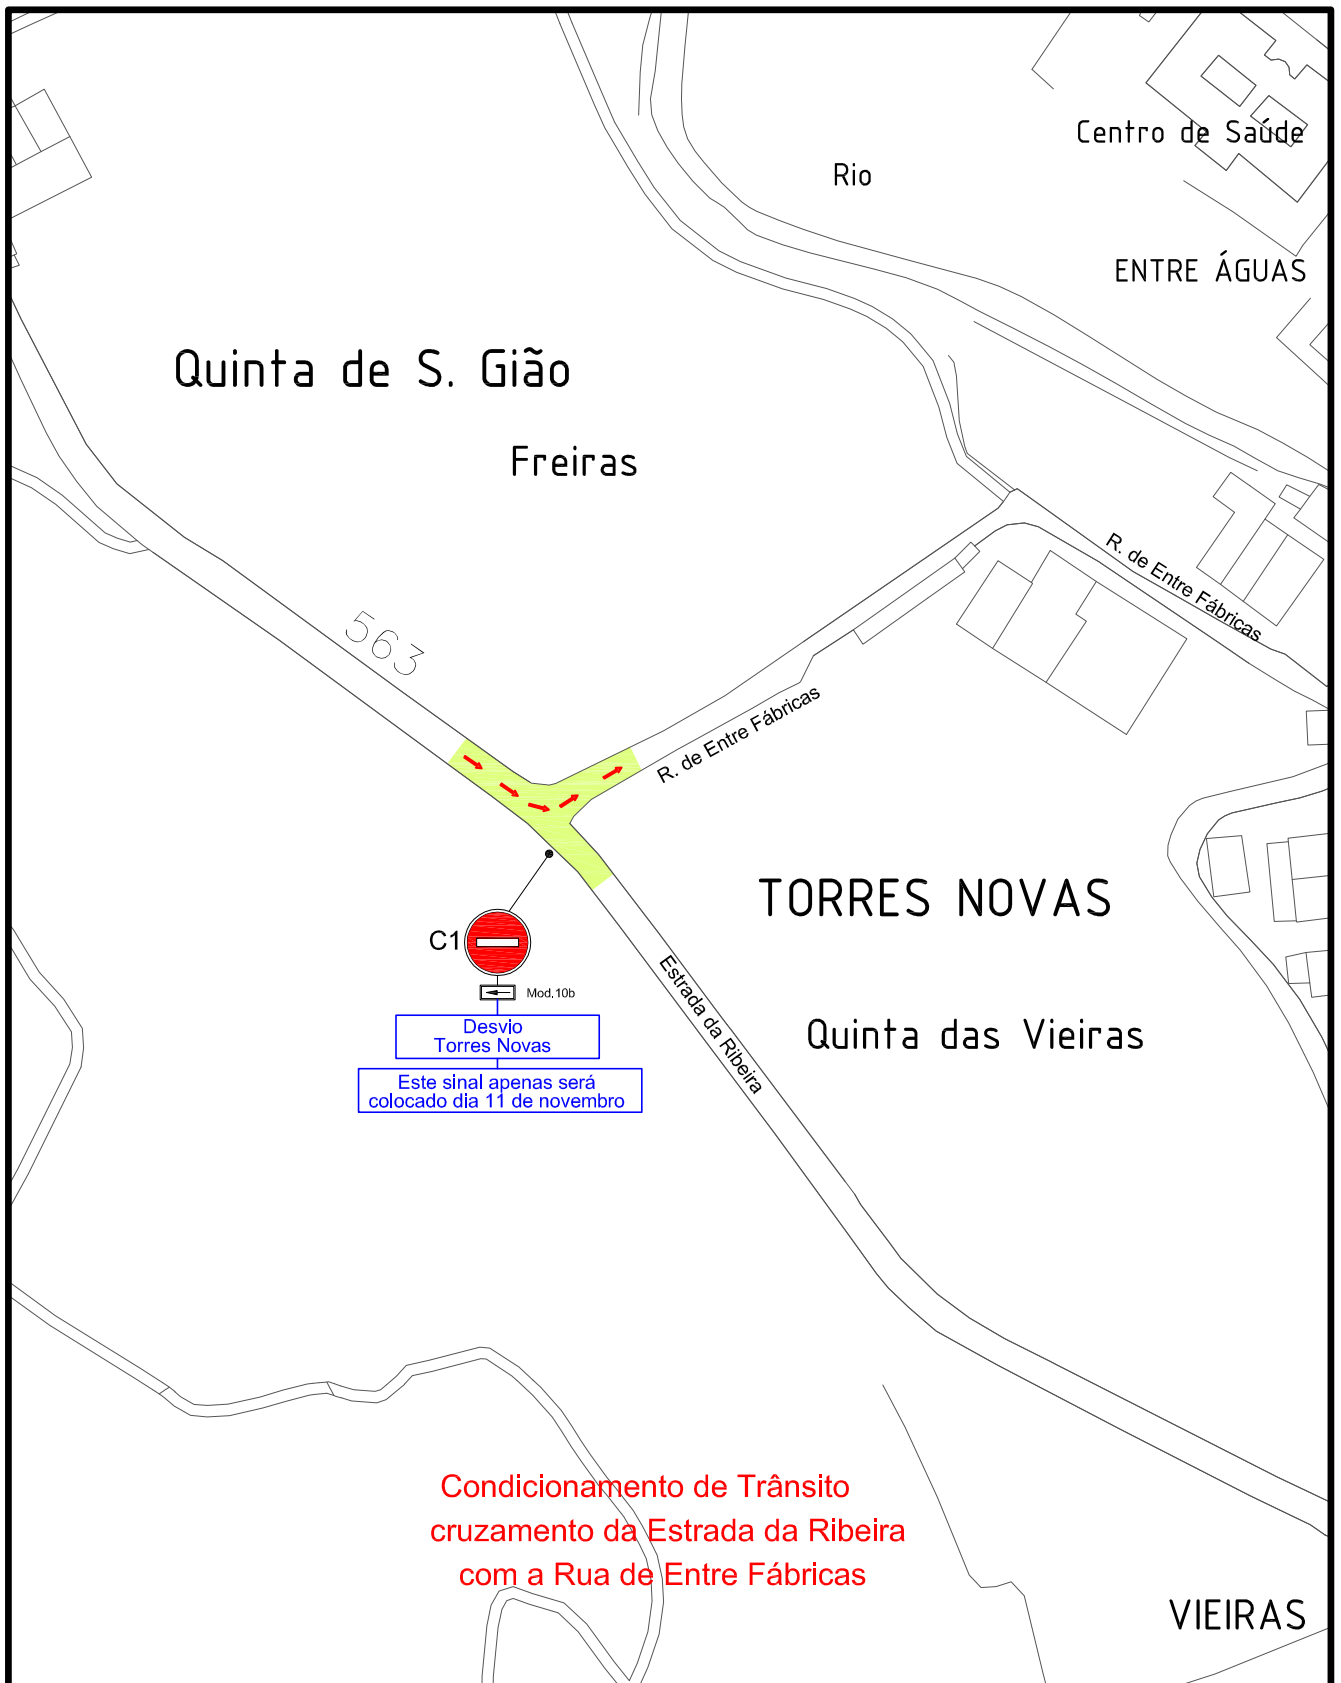 Centro de Saúde
Rio
ENTRE ÁGUAS
Quinta de S. Gião
Freiras
R. de Entre Fábricas
563
R. de Entre Fábricas
TORRES NOVAS
C1
Mod.10b
Desvio
Torres Novas
Este sinal apenas será
colocado dia 11 de novembro
Estrada da Ribeira
Quinta das Vieiras
Condicionamento de Trânsito
cruzamento da Estrada da Ribeira
com a Rua de Entre Fábricas
VIEIRAS